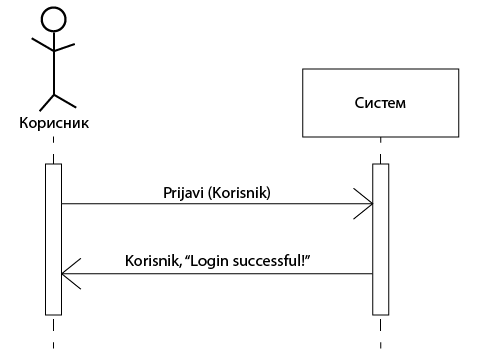 Корисник
Систем
Prijavi (Korisnik)
Korisnik, “Login successful!”